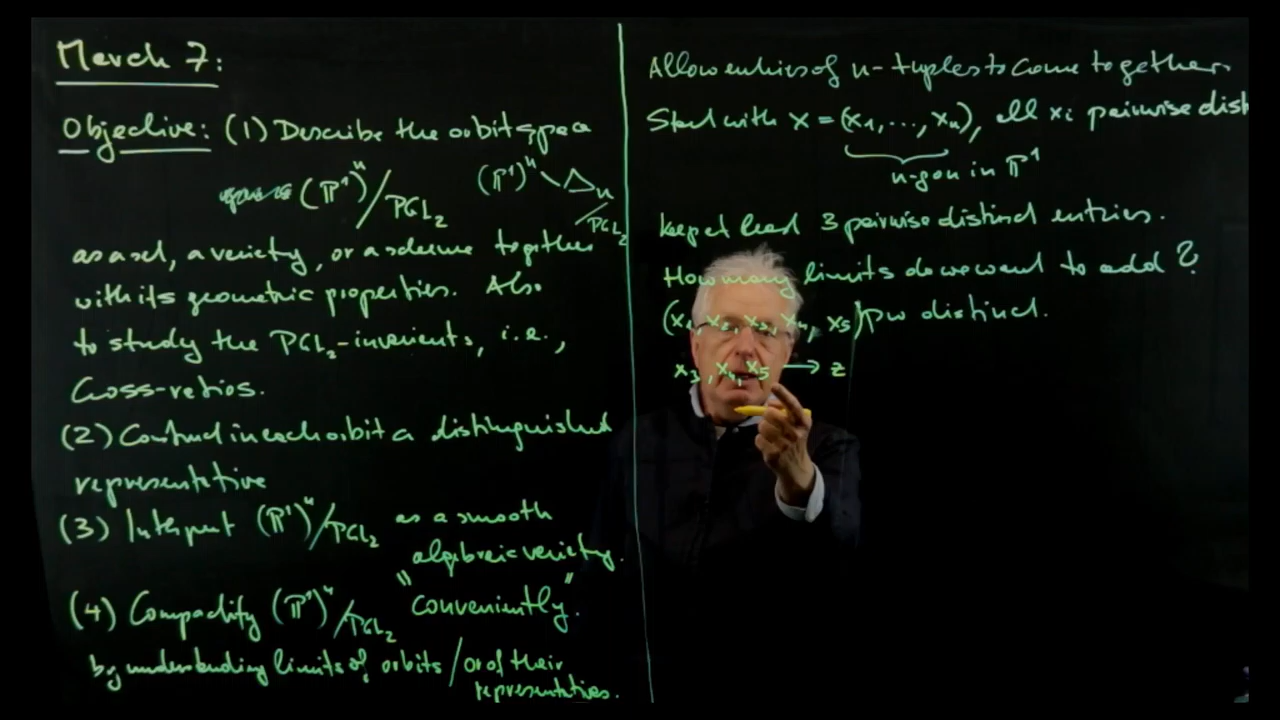 March 7:
Objective: (1) Describe the orbit space
(ℙ¹)ⁿ/PGL₂ (ℙ¹)ⁿ \ Δₙ /PGL₂
as a set, a variety, or a scheme together
with its geometric properties. Also
to study the PGL₂-invariants, i.e.,
Cross-ratios.
(2) Construct in each orbit a distinguished
representative
(3) Interpret (ℙ¹)ⁿ/PGL₂ as a smooth
algebraic variety.
(4) Compactify (ℙ¹)ⁿ/PGL₂ "conveniently".
by understanding limits of orbits / or of their
representatives.
Allow entries of n-tuples to come together.
Start with x = (x₁, ..., xₙ), all xᵢ pairwise dist
n-gon in ℙ¹
Keep at least 3 pairwise distinct entries.
How many limits do we want to add?
(x₁, x₂, x₃, x₄, x₅) pw distinct.
x₃, x₄, x₅ → z